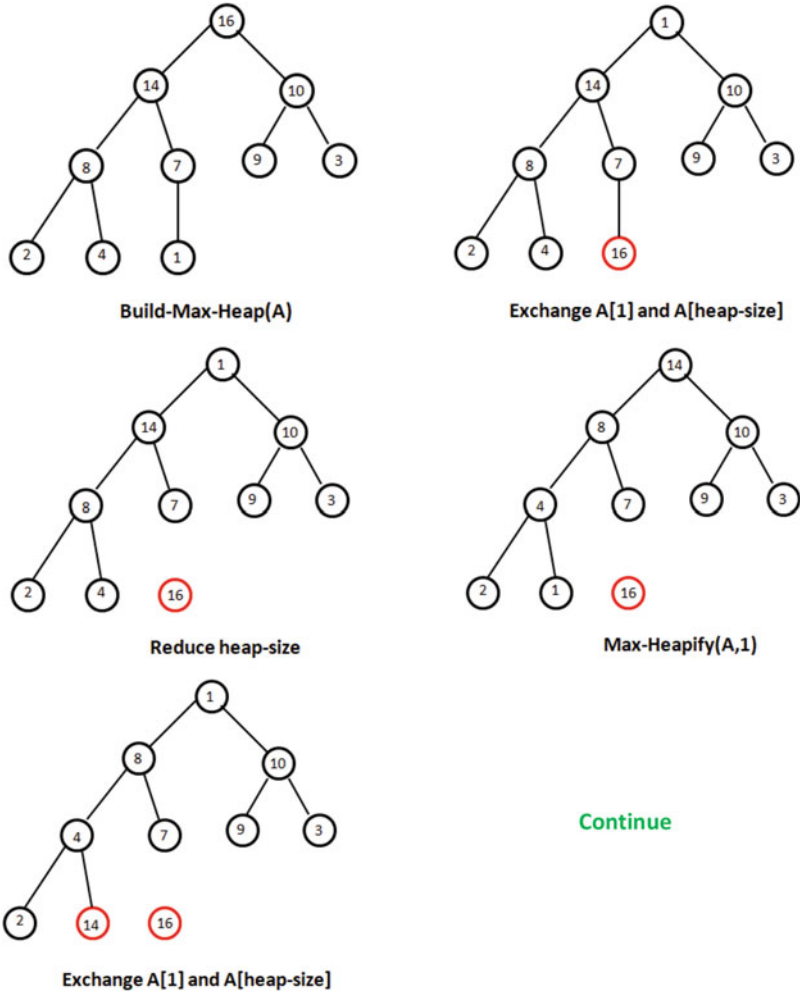 16
14 10
8 7 9 3
2 4 1
Build-Max-Heap(A)
1
14 10
8 7 9 3
2 4 16
Exchange A[1] and A[heap-size]
1
14 10
8 7 9 3
2 4 16
Reduce heap-size
14
8 10
4 7 9 3
2 1 16
Max-Heapify(A,1)
1
8 10
4 7 9 3
2 14 16
Exchange A[1] and A[heap-size]
Continue